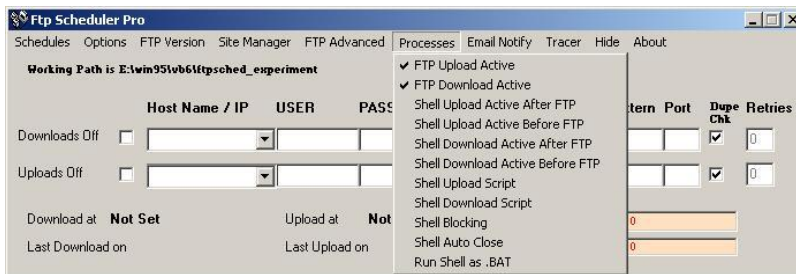 Ftp Scheduler Pro
Schedules Options FTP Version Site Manager FTP Advanced Processes Email Notify Tracer Hide About
Working Path is E:\win95\vb6\ftpsched_experiment
FTP Upload Active
FTP Download Active
Shell Upload Active After FTP
Shell Upload Active Before FTP
Shell Download Active After FTP
Shell Download Active Before FTP
Shell Upload Script
Shell Download Script
Shell Blocking
Shell Auto Close
Run Shell as .BAT
Host Name / IP USER PASS tern Port Dupe Chk Retries
Downloads Off 0
Uploads Off 0
Download at Not Set Upload at Not 0
Last Download on Last Upload on 0